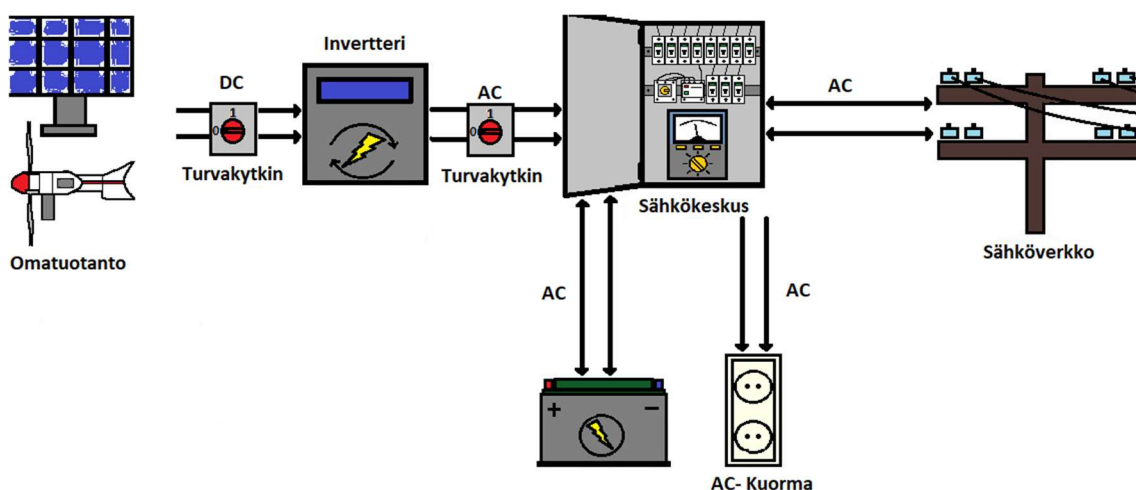 Invertteri
DC
AC
AC
1
0
1
0
Turvakytkin
Turvakytkin
Sähkökeskus
Omatuotanto
Sähköverkko
AC
AC
+
−
AC- Kuorma